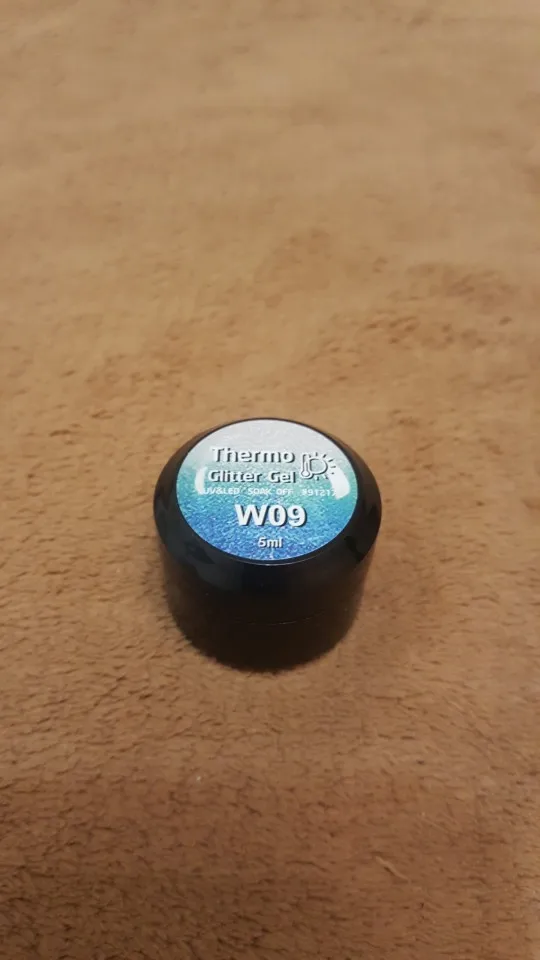 Thermo
Glitter Gel
UV&LED SOAK OFF
W09
5ml